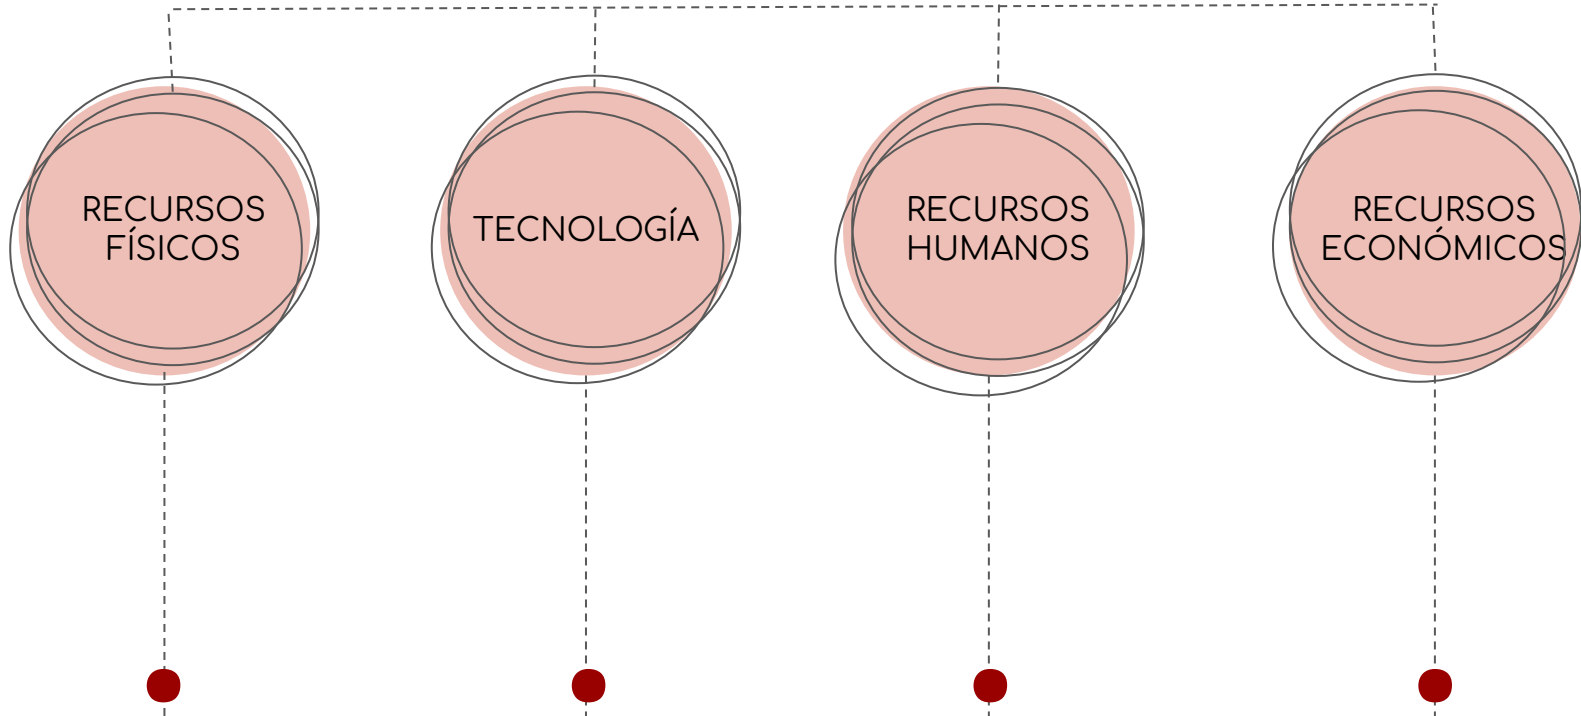 RECURSOS
FÍSICOS
TECNOLOGÍA
RECURSOS
HUMANOS
RECURSOS
ECONÓMICOS